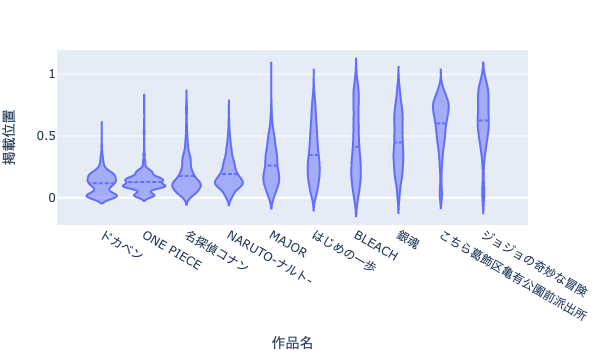 1
0.5
0
掲載位置
ドカベン
ONE PIECE
名探偵コナン
NARUTO-ナルト-
MAJOR
はじめの一歩
BLEACH
銀魂
こちら葛飾区亀有公園前派出所
ジョジョの奇妙な冒険
作品名